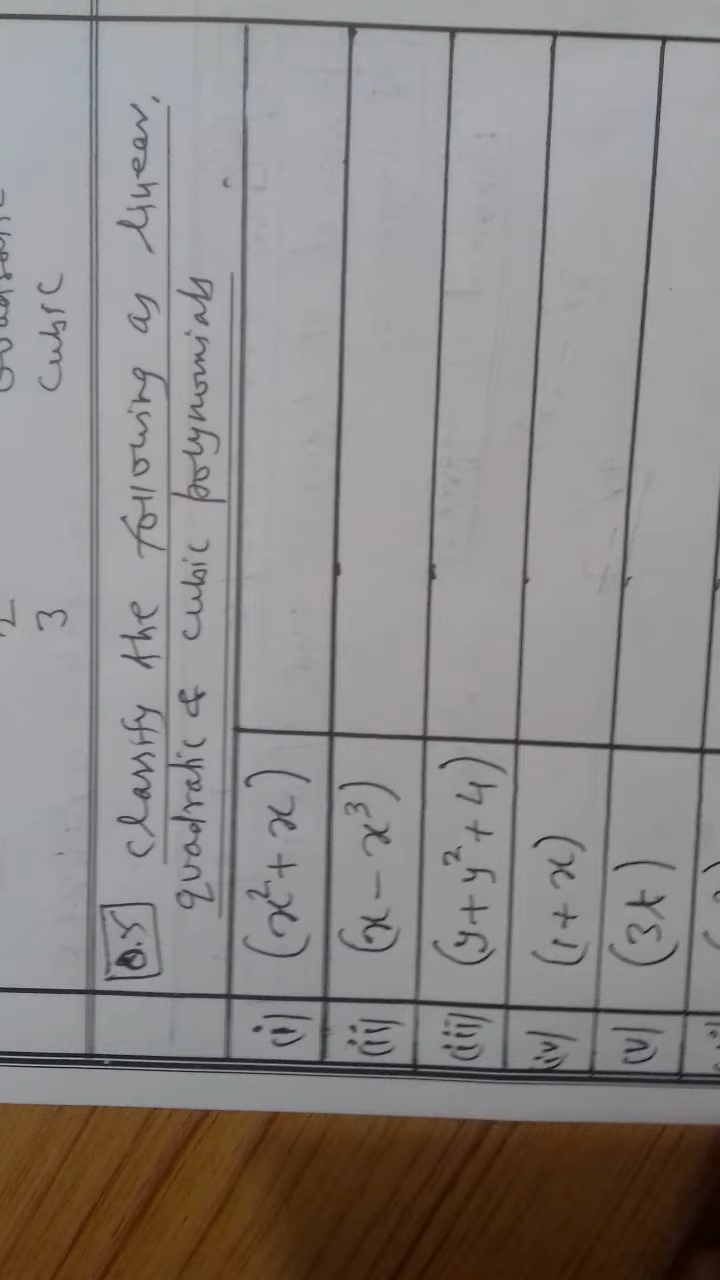 2
3 Cubic
Q.5 Classify the following as linear,
quadratic & cubic polynomials
(i) (x² + x)
(ii) (x - x³)
(iii) (y + y² + 4)
(iv) (1 + x)
(v) (3t)